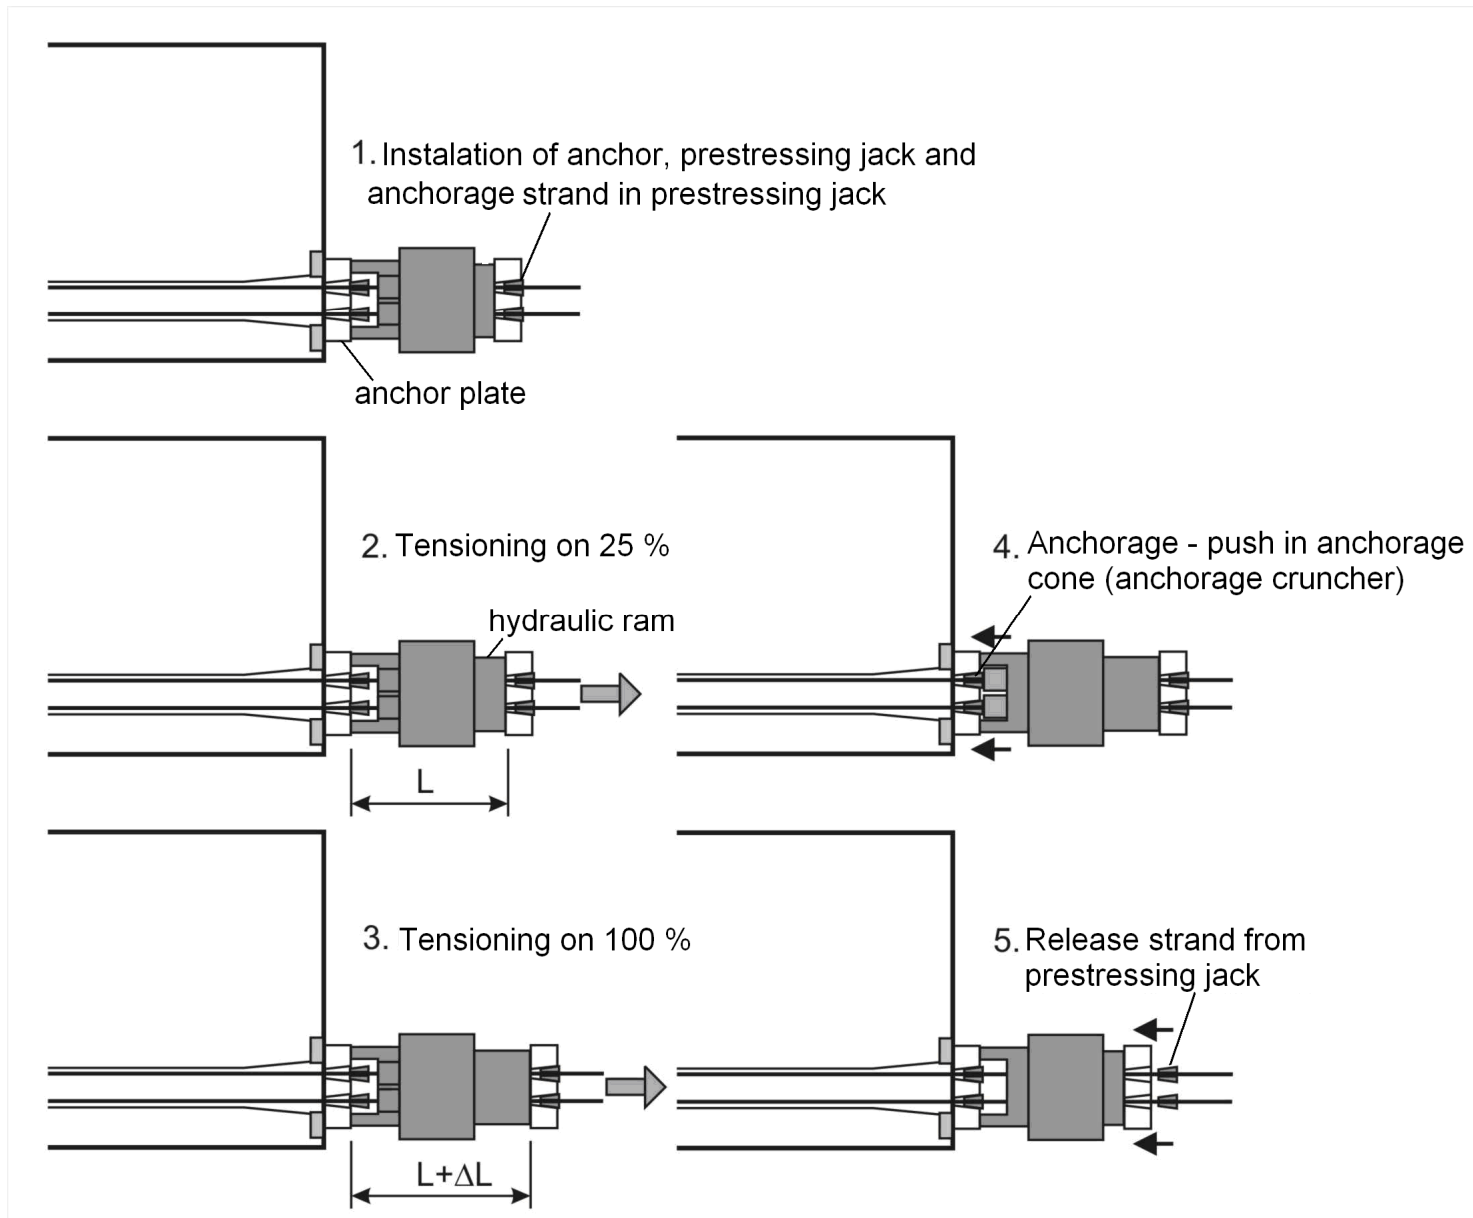 1. Instalation of anchor, prestressing jack and
anchorage strand in prestressing jack
anchor plate
2. Tensioning on 25 %
hydraulic ram
L
3. Tensioning on 100 %
L+ΔL
4. Anchorage - push in anchorage
cone (anchorage cruncher)
5. Release strand from
prestressing jack